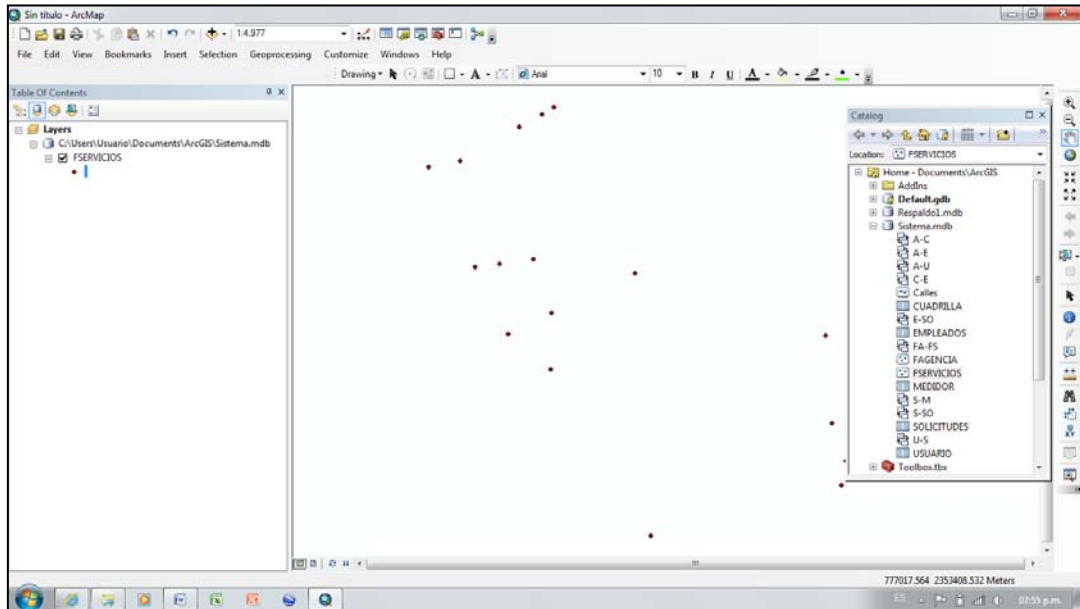 Sin título - ArcMap
1:4.977
File Edit View Bookmarks Insert Selection Geoprocessing Customize Windows Help
Drawing A Arial 10 B I U A
Table Of Contents
Layers
C:\Users\Usuario\Documents\ArcGIS\Sistema.mdb
FSERVICIOS
Catalog
Location: FSERVICIOS
Home - Documents\ArcGIS
AddIns
Default.gdb
Respaldo1.mdb
Sistema.mdb
A-C
A-E
A-U
C-E
Calles
CUADRILLA
E-SO
EMPLEADOS
FA-FS
FAGENCIA
FSERVICIOS
MEDIDOR
S-M
S-SO
SOLICITUDES
U-S
USUARIO
Toolbox.tbx
777017.564 2353408.532 Meters
ES 07:55 p.m.